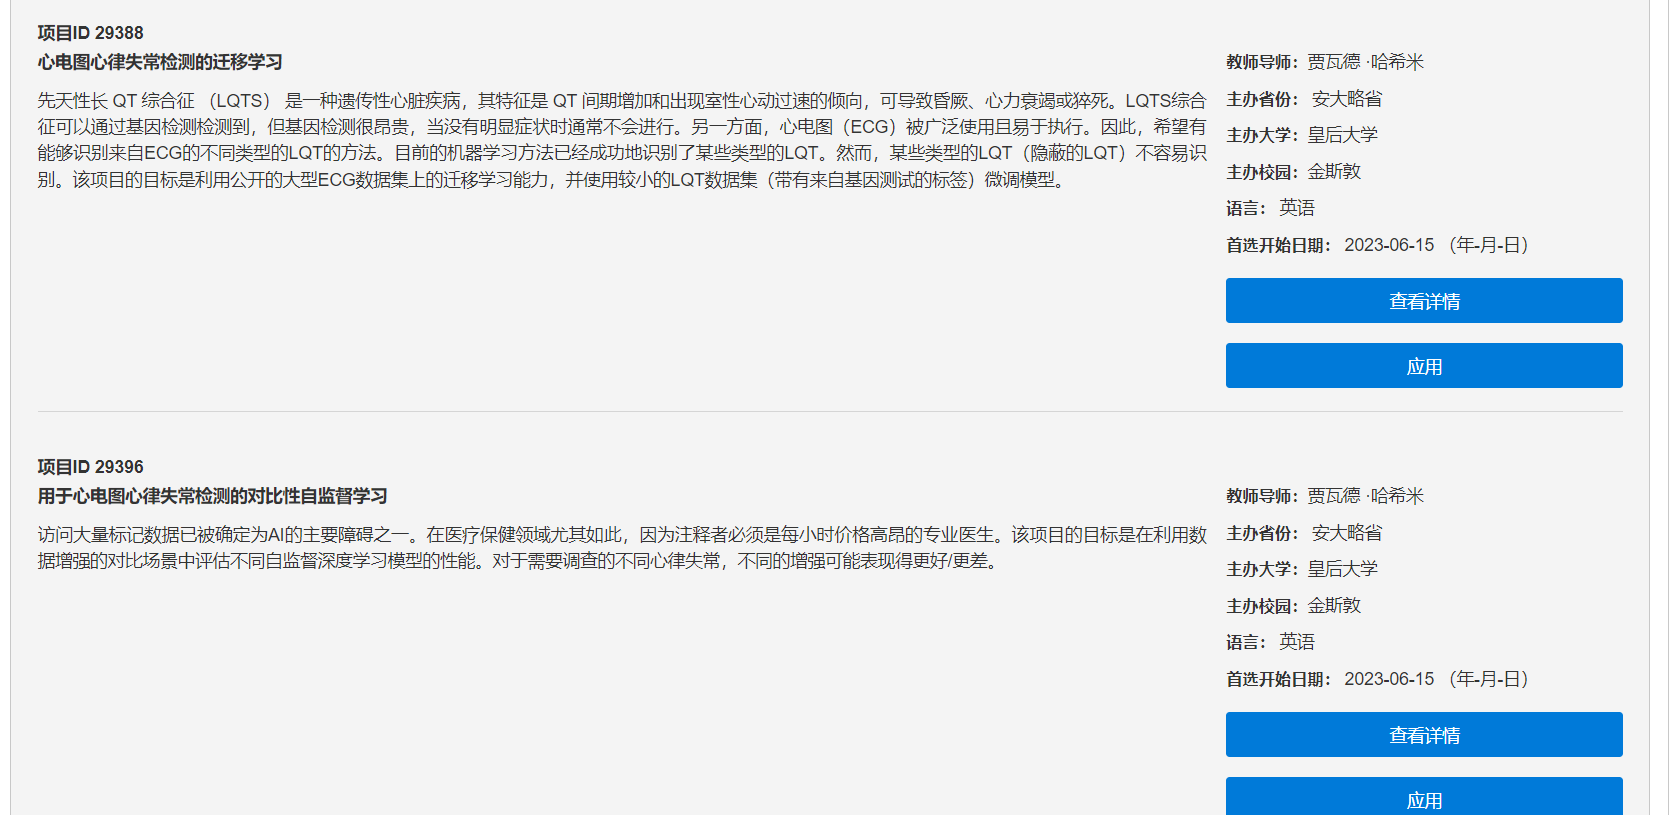 项目ID 29388
心电图心律失常检测的迁移学习
先天性长 QT 综合征 （LQTS） 是一种遗传性心脏疾病，其特征是 QT 间期增加和出现室性心动过速的倾向，可导致昏厥、心力衰竭或猝死。LQTS综合
征可以通过基因检测检测到，但基因检测很昂贵，当没有明显症状时通常不会进行。另一方面，心电图（ECG）被广泛使用且易于执行。因此，希望有
能够识别来自ECG的不同类型的LQT的方法。目前的机器学习方法已经成功地识别了某些类型的LQT。然而，某些类型的LQT（隐蔽的LQT）不容易识
别。该项目的目标是利用公开的大型ECG数据集上的迁移学习能力，并使用较小的LQT数据集（带有来自基因测试的标签）微调模型。
教师导师：贾瓦德 ·哈希米
主办省份： 安大略省
主办大学：皇后大学
主办校园：金斯敦
语言： 英语
首选开始日期： 2023-06-15 （年-月-日）
查看详情
应用
项目ID 29396
用于心电图心律失常检测的对比性自监督学习
访问大量标记数据已被确定为AI的主要障碍之一。在医疗保健领域尤其如此，因为注释者必须是每小时价格高昂的专业医生。该项目的目标是在利用数
据增强的对比场景中评估不同自监督深度学习模型的性能。对于需要调查的不同心律失常，不同的增强可能表现得更好/更差。
教师导师：贾瓦德 ·哈希米
主办省份： 安大略省
主办大学：皇后大学
主办校园：金斯敦
语言： 英语
首选开始日期： 2023-06-15 （年-月-日）
查看详情
应用